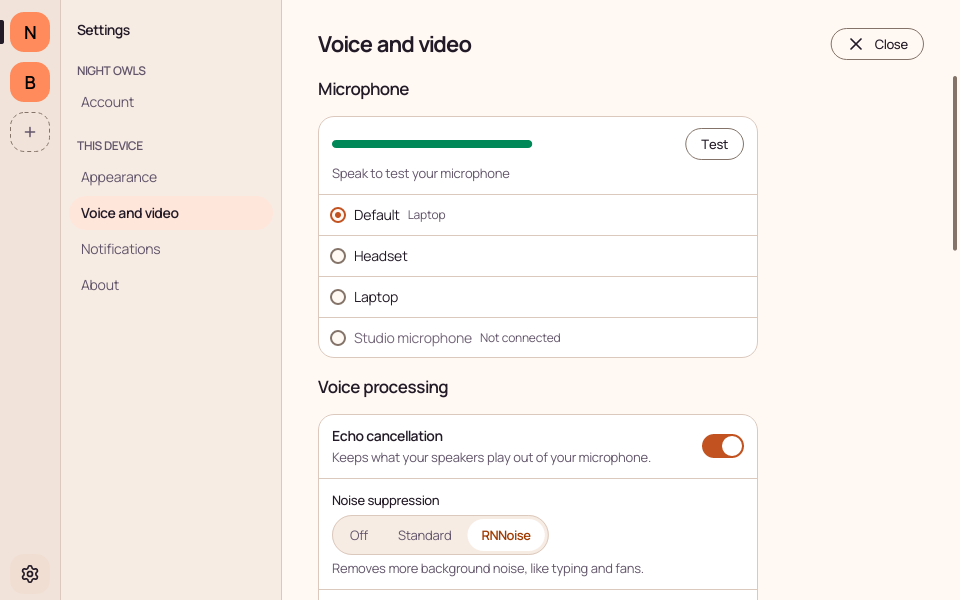 N
B
Settings
NIGHT OWLS
Account
THIS DEVICE
Appearance
Voice and video
Notifications
About
Voice and video
Close
Microphone
Test
Speak to test your microphone
Default Laptop
Headset
Laptop
Studio microphone Not connected
Voice processing
Echo cancellation
Keeps what your speakers play out of your microphone.
Noise suppression
Off Standard RNNoise
Removes more background noise, like typing and fans.